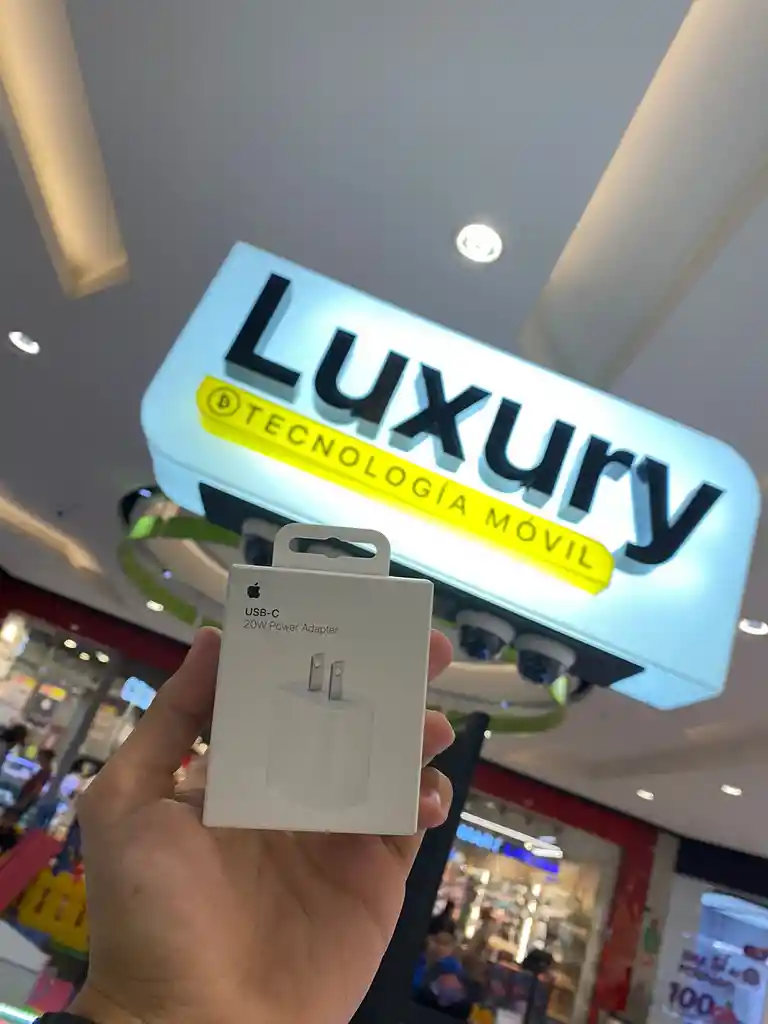 Luxury
TECNOLOGÍA MÓVIL
USB-C
20W Power Adapter
100